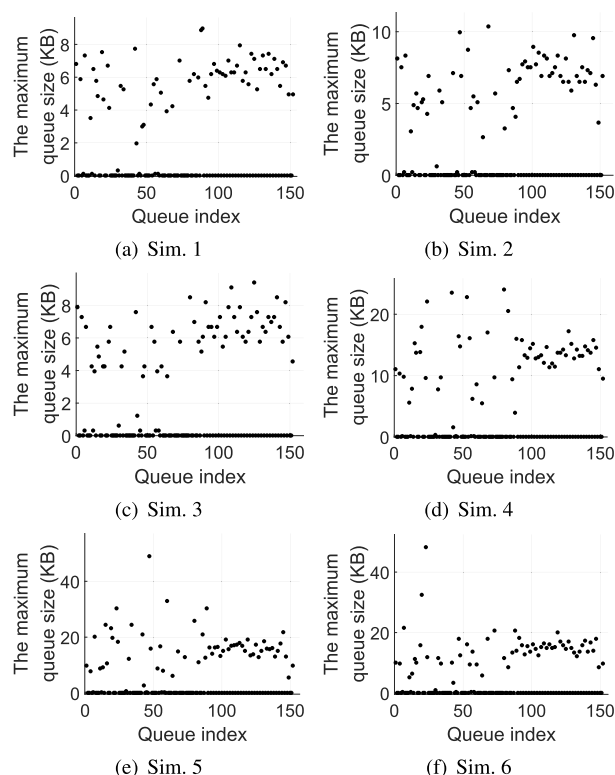 The maximum
queue size (KB)
8
6
4
2
0
0
50
100
150
Queue index
(a) Sim. 1
The maximum
queue size (KB)
10
5
0
0
50
100
150
Queue index
(b) Sim. 2
The maximum
queue size (KB)
8
6
4
2
0
0
50
100
150
Queue index
(c) Sim. 3
The maximum
queue size (KB)
20
10
0
0
50
100
150
Queue index
(d) Sim. 4
The maximum
queue size (KB)
40
20
0
0
50
100
150
Queue index
(e) Sim. 5
The maximum
queue size (KB)
40
20
0
0
50
100
150
Queue index
(f) Sim. 6